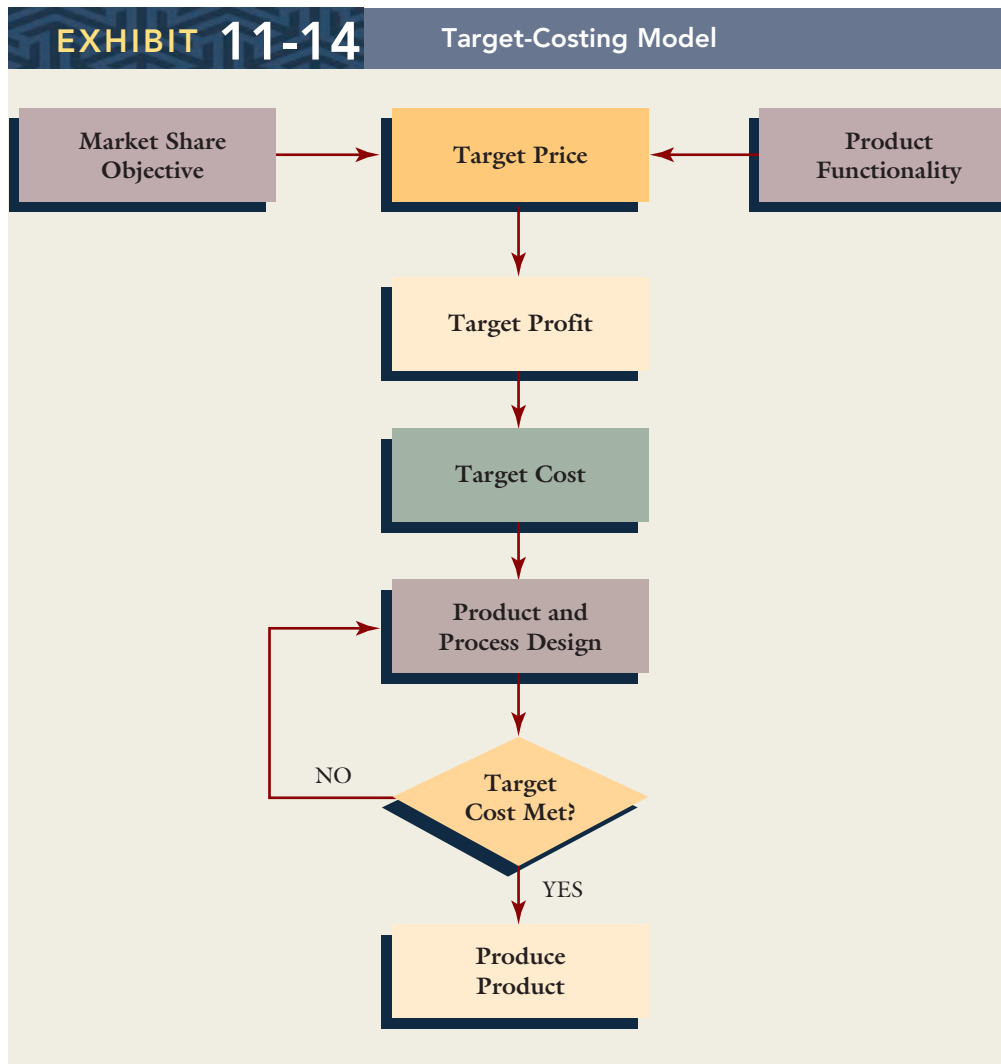 EXHIBIT 11-14
Target-Costing Model
Market Share
Objective
Target Price
Product
Functionality
Target Profit
Target Cost
Product and
Process Design
NO
Target
Cost Met?
YES
Produce
Product